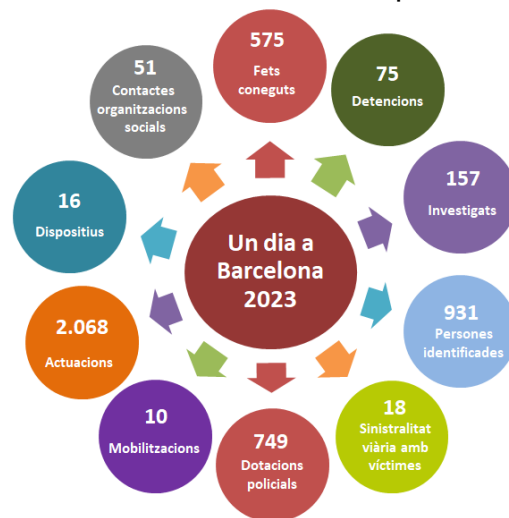 575
Fets
coneguts
75
Detencions
157
Investigats
931
Persones
identificades
18
Sinistralitat
viària amb
víctimes
749
Dotacions
policials
10
Mobilitzacions
2.068
Actuacions
16
Dispositius
51
Contactes
organitzacions
socials
Un dia a
Barcelona
2023